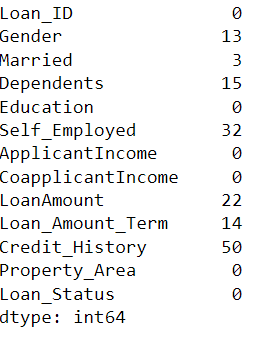 Loan_ID 0
Gender 13
Married 3
Dependents 15
Education 0
Self_Employed 32
ApplicantIncome 0
CoapplicantIncome 0
LoanAmount 22
Loan_Amount_Term 14
Credit_History 50
Property_Area 0
Loan_Status 0
dtype: int64